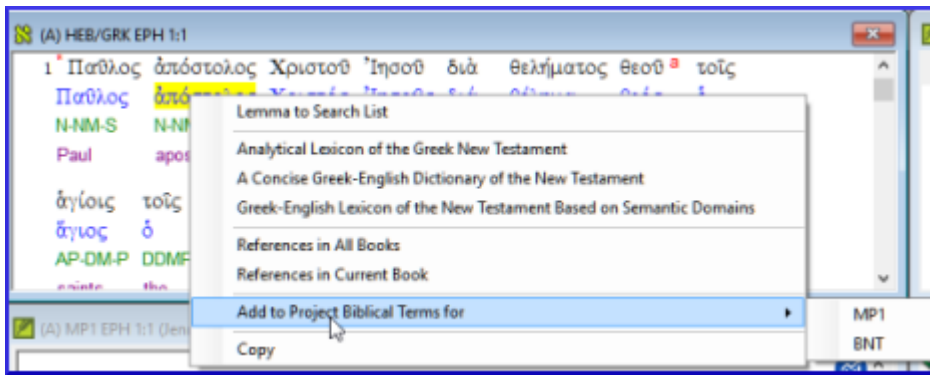 (A) HEB/GRK EPH 1:1
1 Παῦλος ἀπόστολος Χριστοῦ Ἰησοῦ διὰ θελήματος θεοῦ a τοῖς
Παῦλος
N-NM-S
Paul
ἁγίοις τοῖς
ἅγιος ὁ
AP-DM-P
Lemma to Search List
Analytical Lexicon of the Greek New Testament
A Concise Greek-English Dictionary of the New Testament
Greek-English Lexicon of the New Testament Based on Semantic Domains
References in All Books
References in Current Book
Add to Project Biblical Terms for
Copy
MP1
BNT
(A) MP1 EPH 1:1